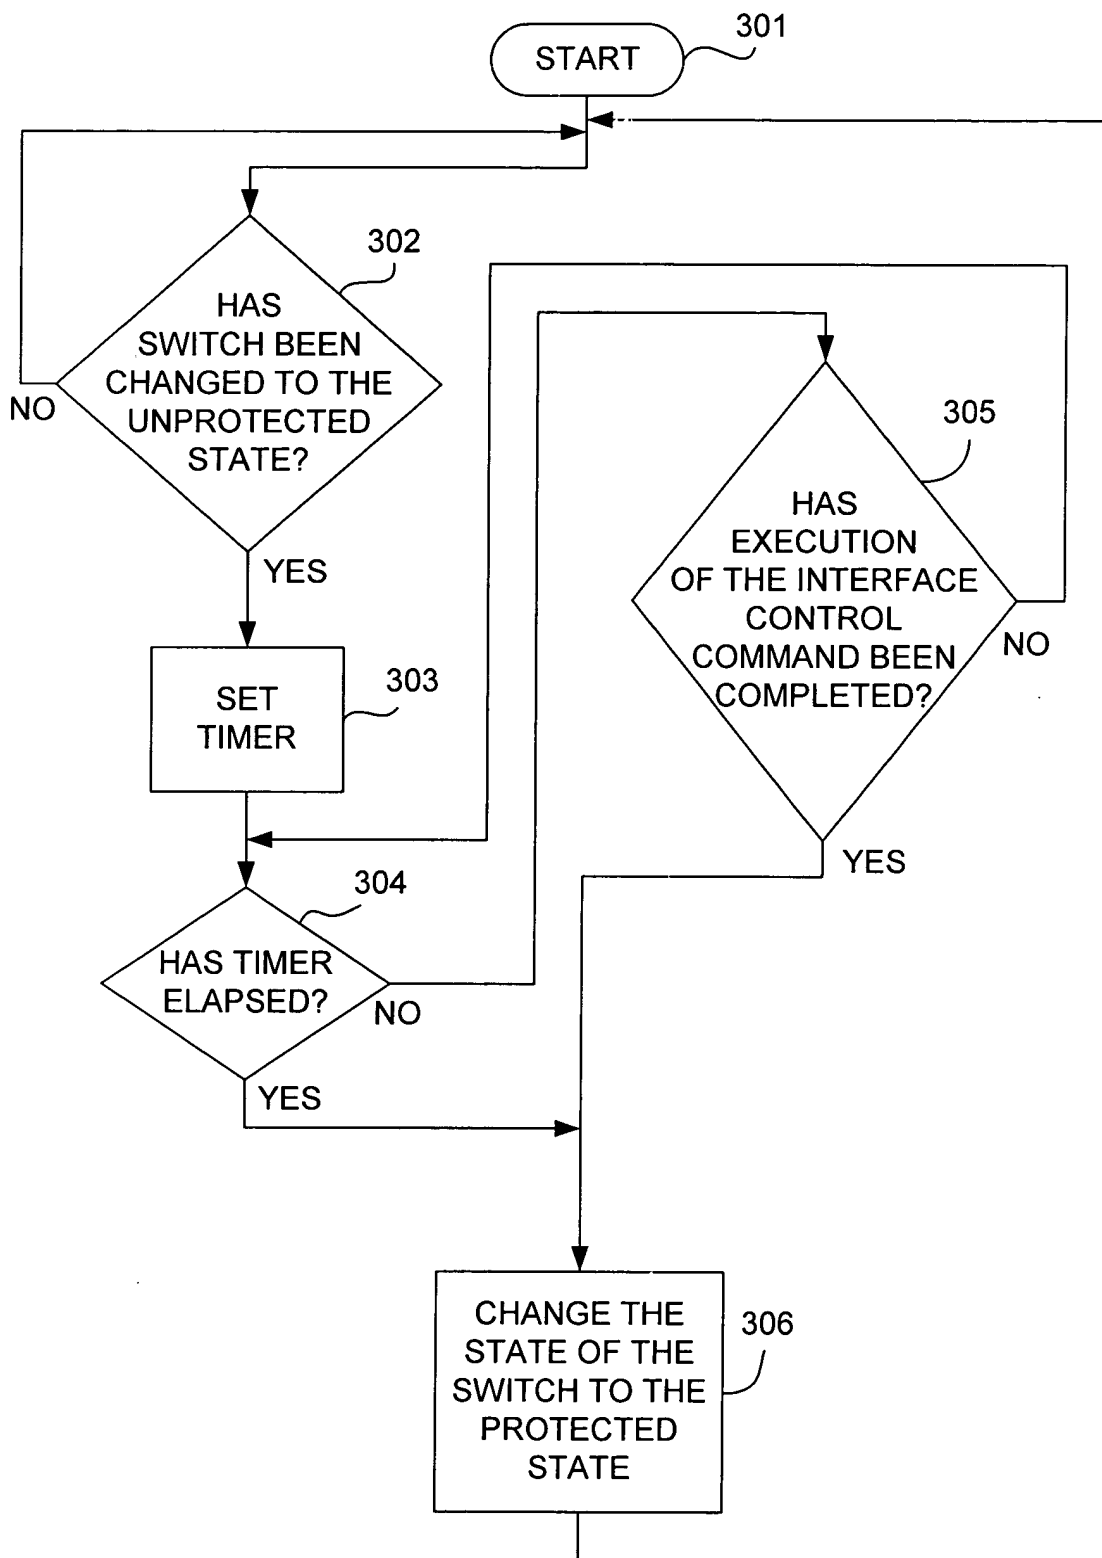 START
301
302
HAS
SWITCH BEEN
CHANGED TO THE
UNPROTECTED
STATE?
NO
YES
303
SET
TIMER
304
HAS TIMER
ELAPSED?
NO
YES
305
HAS
EXECUTION
OF THE INTERFACE
CONTROL
COMMAND BEEN
COMPLETED?
NO
YES
306
CHANGE THE
STATE OF THE
SWITCH TO THE
PROTECTED
STATE